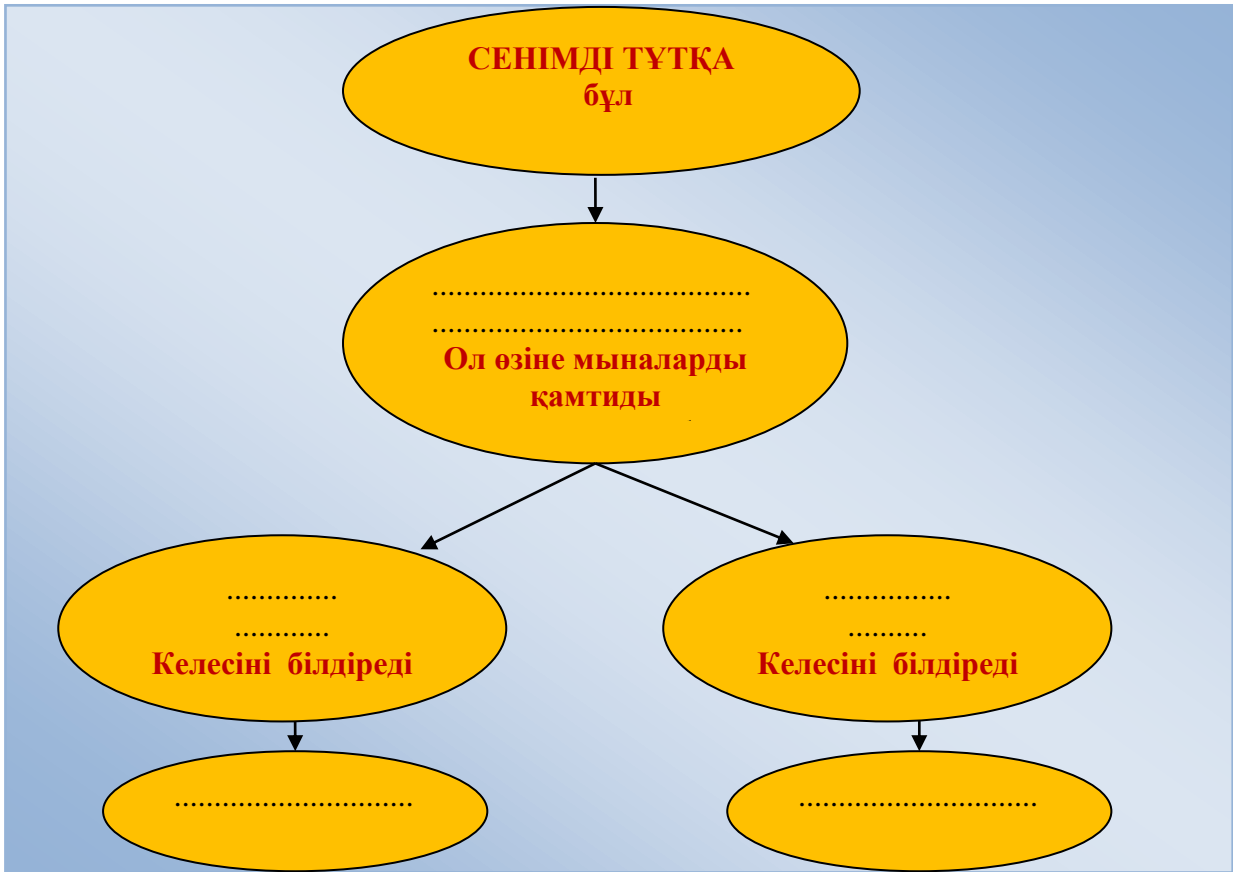 СЕНІМДІ ТҰТҚА
бұл
........................................
.......................................
Ол өзіне мыналарды
қамтиды
..............
............
Келесіні білдіреді
................
..........
Келесіні білдіреді
..............................
..............................